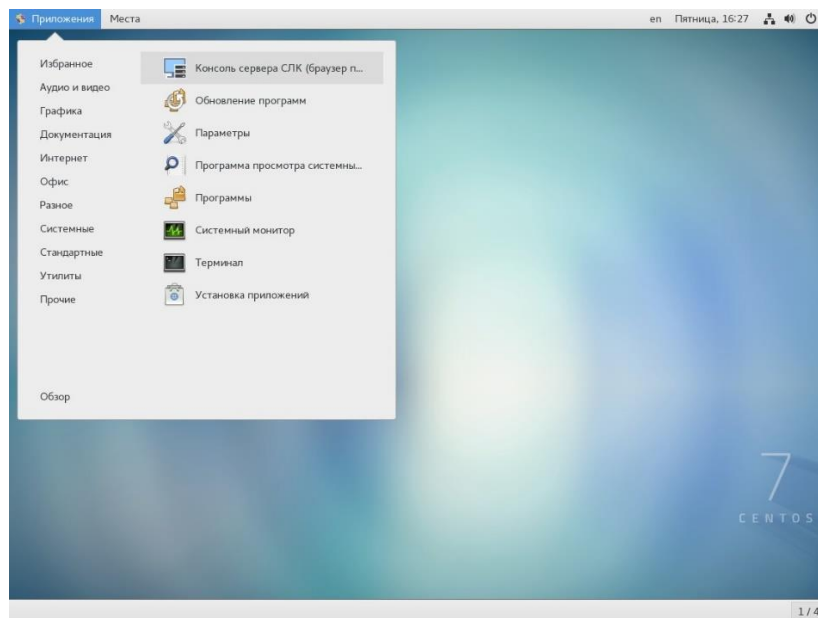 Приложения Места en Пятница, 16:27
Избранное
Аудио и видео
Графика
Документация
Интернет
Офис
Разное
Системные
Стандартные
Утилиты
Прочие
Обзор
Консоль сервера СЛК (браузер п...
Обновление программ
Параметры
Программа просмотра системны...
Программы
Системный монитор
Терминал
Установка приложений
7
CENTOS
1 / 4